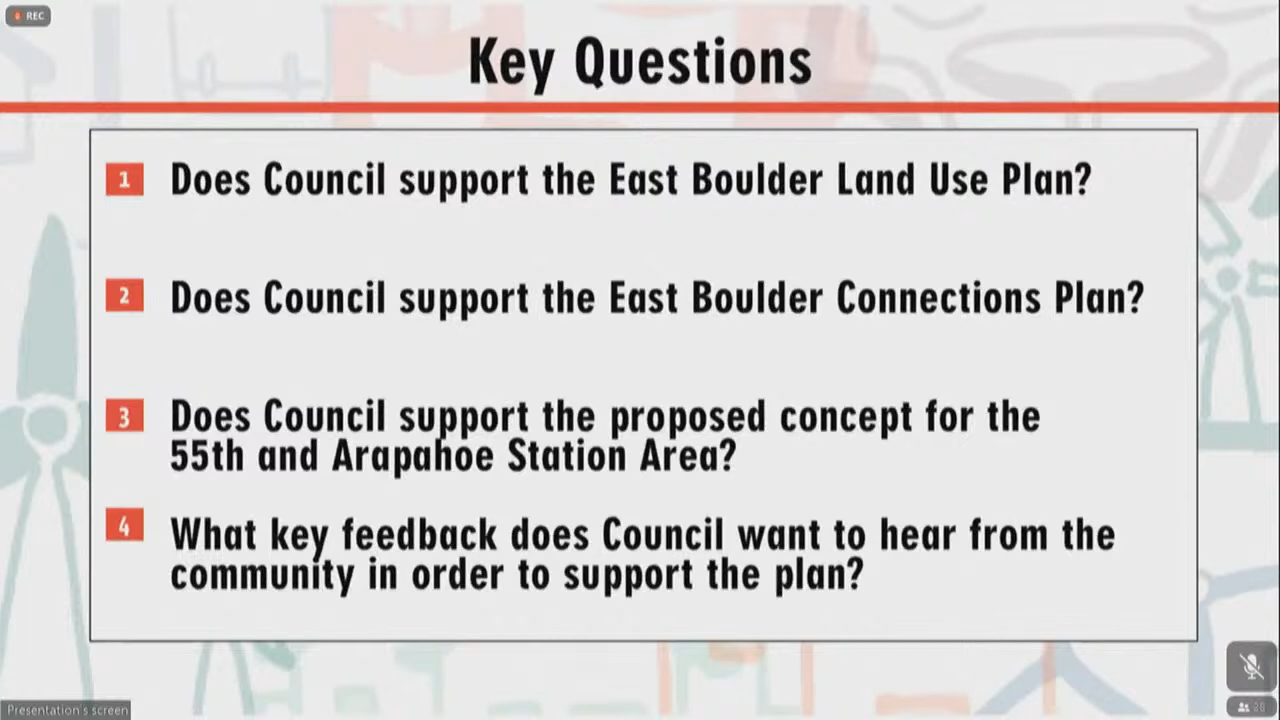 REC
Key Questions
1 Does Council support the East Boulder Land Use Plan?
2 Does Council support the East Boulder Connections Plan?
3 Does Council support the proposed concept for the
55th and Arapahoe Station Area?
4 What key feedback does Council want to hear from the
community in order to support the plan?
Presentation's screen